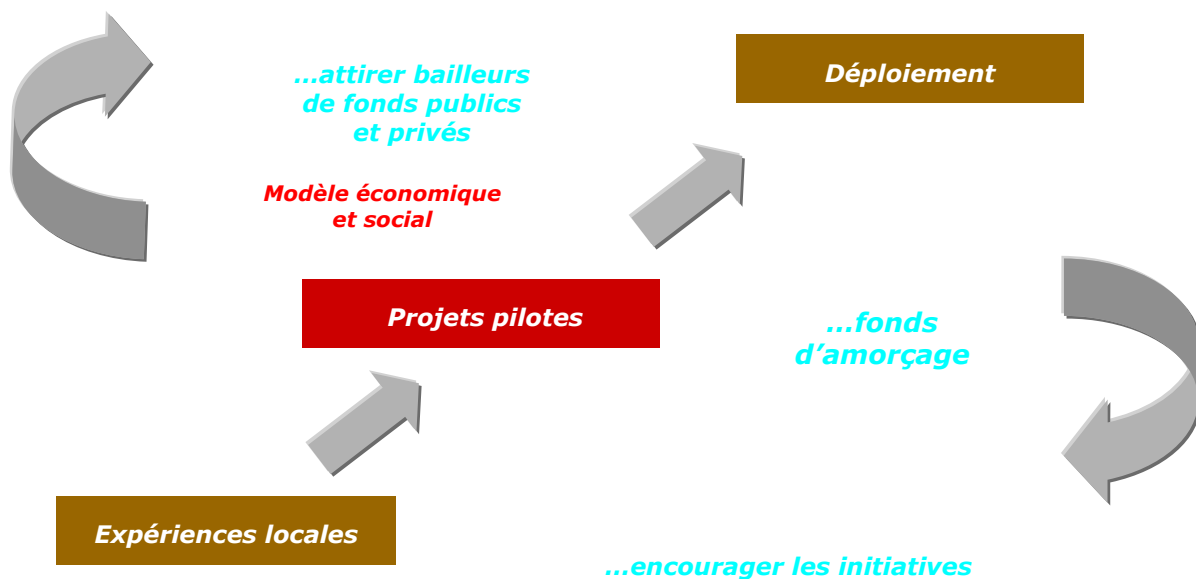 ...attirer bailleurs
de fonds publics
et privés
Déploiement
Modèle économique
et social
Projets pilotes
...fonds
d’amorçage
Expériences locales
...encourager les initiatives